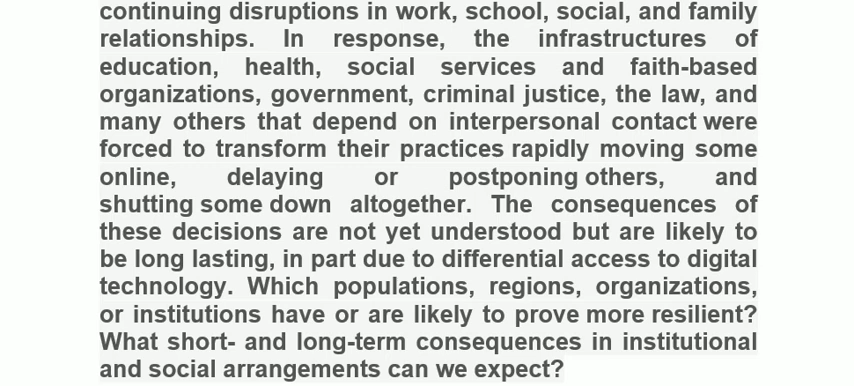 continuing disruptions in work, school, social, and family
relationships. In response, the infrastructures of
education, health, social services and faith-based
organizations, government, criminal justice, the law, and
many others that depend on interpersonal contact were
forced to transform their practices rapidly moving some
online, delaying or postponing others, and
shutting some down altogether. The consequences of
these decisions are not yet understood but are likely to
be long lasting, in part due to differential access to digital
technology. Which populations, regions, organizations,
or institutions have or are likely to prove more resilient?
What short- and long-term consequences in institutional
and social arrangements can we expect?